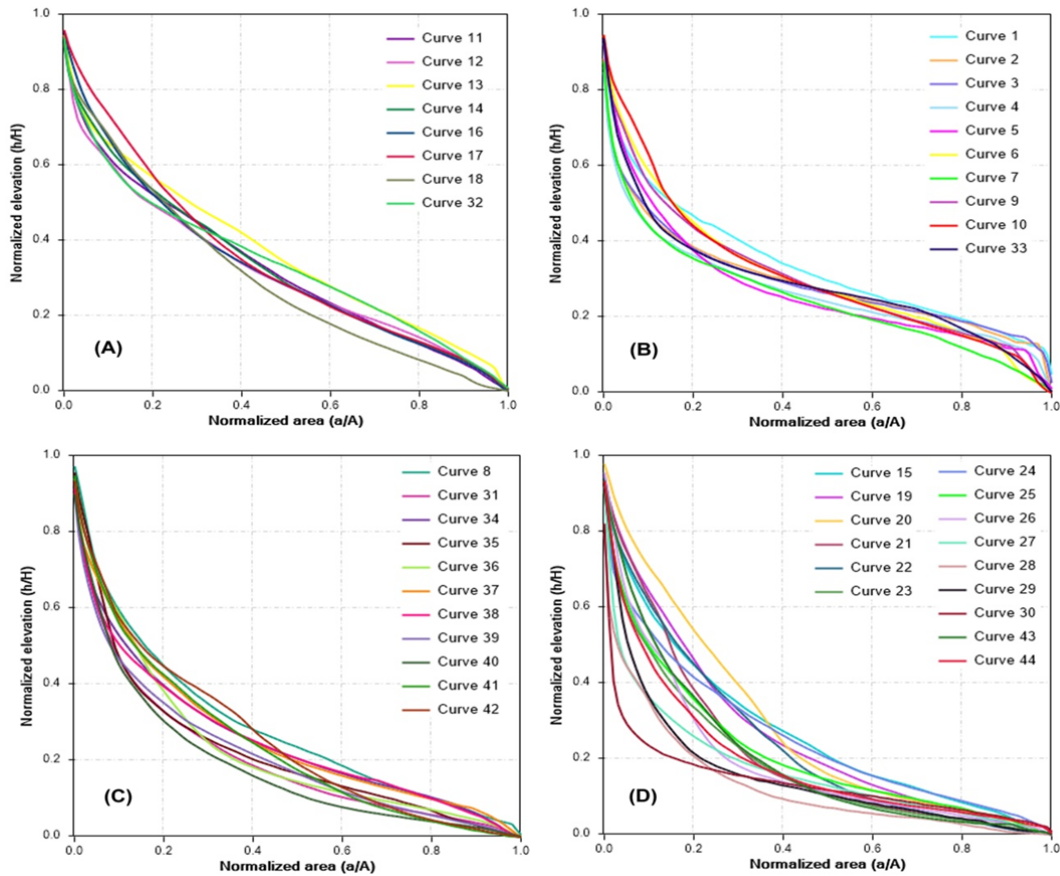 1.0
0.8
0.6
0.4
0.2
0.0
Normalized elevation (h/H)
0.0 0.2 0.4 0.6 0.8 1.0
Normalized area (a/A)
(A)
Curve 11
Curve 12
Curve 13
Curve 14
Curve 16
Curve 17
Curve 18
Curve 32
1.0
0.8
0.6
0.4
0.2
0.0
Normalized elevation (h/H)
0.0 0.2 0.4 0.6 0.8 1.0
Normalized area (a/A)
(B)
Curve 1
Curve 2
Curve 3
Curve 4
Curve 5
Curve 6
Curve 7
Curve 9
Curve 10
Curve 33
1.0
0.8
0.6
0.4
0.2
0.0
Normalized elevation (h/H)
0.0 0.2 0.4 0.6 0.8 1.0
Normalized area (a/A)
(C)
Curve 8
Curve 31
Curve 34
Curve 35
Curve 36
Curve 37
Curve 38
Curve 39
Curve 40
Curve 41
Curve 42
1.0
0.8
0.6
0.4
0.2
0.0
Normalized elevation (h/H)
0.0 0.2 0.4 0.6 0.8 1.0
Normalized area (a/A)
(D)
Curve 15
Curve 19
Curve 20
Curve 21
Curve 22
Curve 23
Curve 24
Curve 25
Curve 26
Curve 27
Curve 28
Curve 29
Curve 30
Curve 43
Curve 44